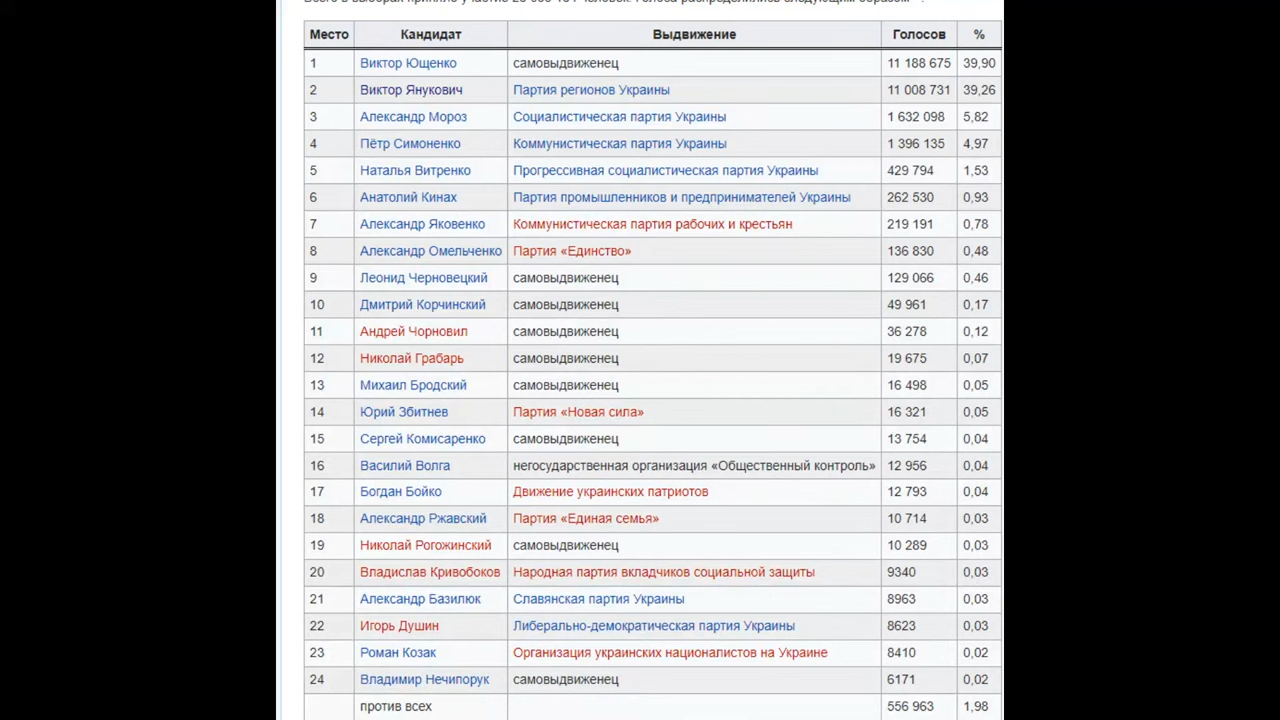 Место Кандидат Выдвижение Голосов %
1 Виктор Ющенко самовыдвиженец 11 188 675 39,90
2 Виктор Янукович Партия регионов Украины 11 008 731 39,26
3 Александр Мороз Социалистическая партия Украины 1 632 098 5,82
4 Пётр Симоненко Коммунистическая партия Украины 1 396 135 4,97
5 Наталья Витренко Прогрессивная социалистическая партия Украины 429 794 1,53
6 Анатолий Кинах Партия промышленников и предпринимателей Украины 262 530 0,93
7 Александр Яковенко Коммунистическая партия рабочих и крестьян 219 191 0,78
8 Александр Омельченко Партия «Единство» 136 830 0,48
9 Леонид Черновецкий самовыдвиженец 129 066 0,46
10 Дмитрий Корчинский самовыдвиженец 49 961 0,17
11 Андрей Чорновил самовыдвиженец 36 278 0,12
12 Николай Грабарь самовыдвиженец 19 675 0,07
13 Михаил Бродский самовыдвиженец 16 498 0,05
14 Юрий Збитнев Партия «Новая сила» 16 321 0,05
15 Сергей Комисаренко самовыдвиженец 13 754 0,04
16 Василий Волга негосударственная организация «Общественный контроль» 12 956 0,04
17 Богдан Бойко Движение украинских патриотов 12 793 0,04
18 Александр Ржавский Партия «Единая семья» 10 714 0,03
19 Николай Рогожинский самовыдвиженец 10 289 0,03
20 Владислав Кривобоков Народная партия вкладчиков социальной защиты 9340 0,03
21 Александр Базилюк Славянская партия Украины 8963 0,03
22 Игорь Душин Либерально-демократическая партия Украины 8623 0,03
23 Роман Козак Организация украинских националистов на Украине 8410 0,02
24 Владимир Нечипорук самовыдвиженец 6171 0,02
против всех 556 963 1,98